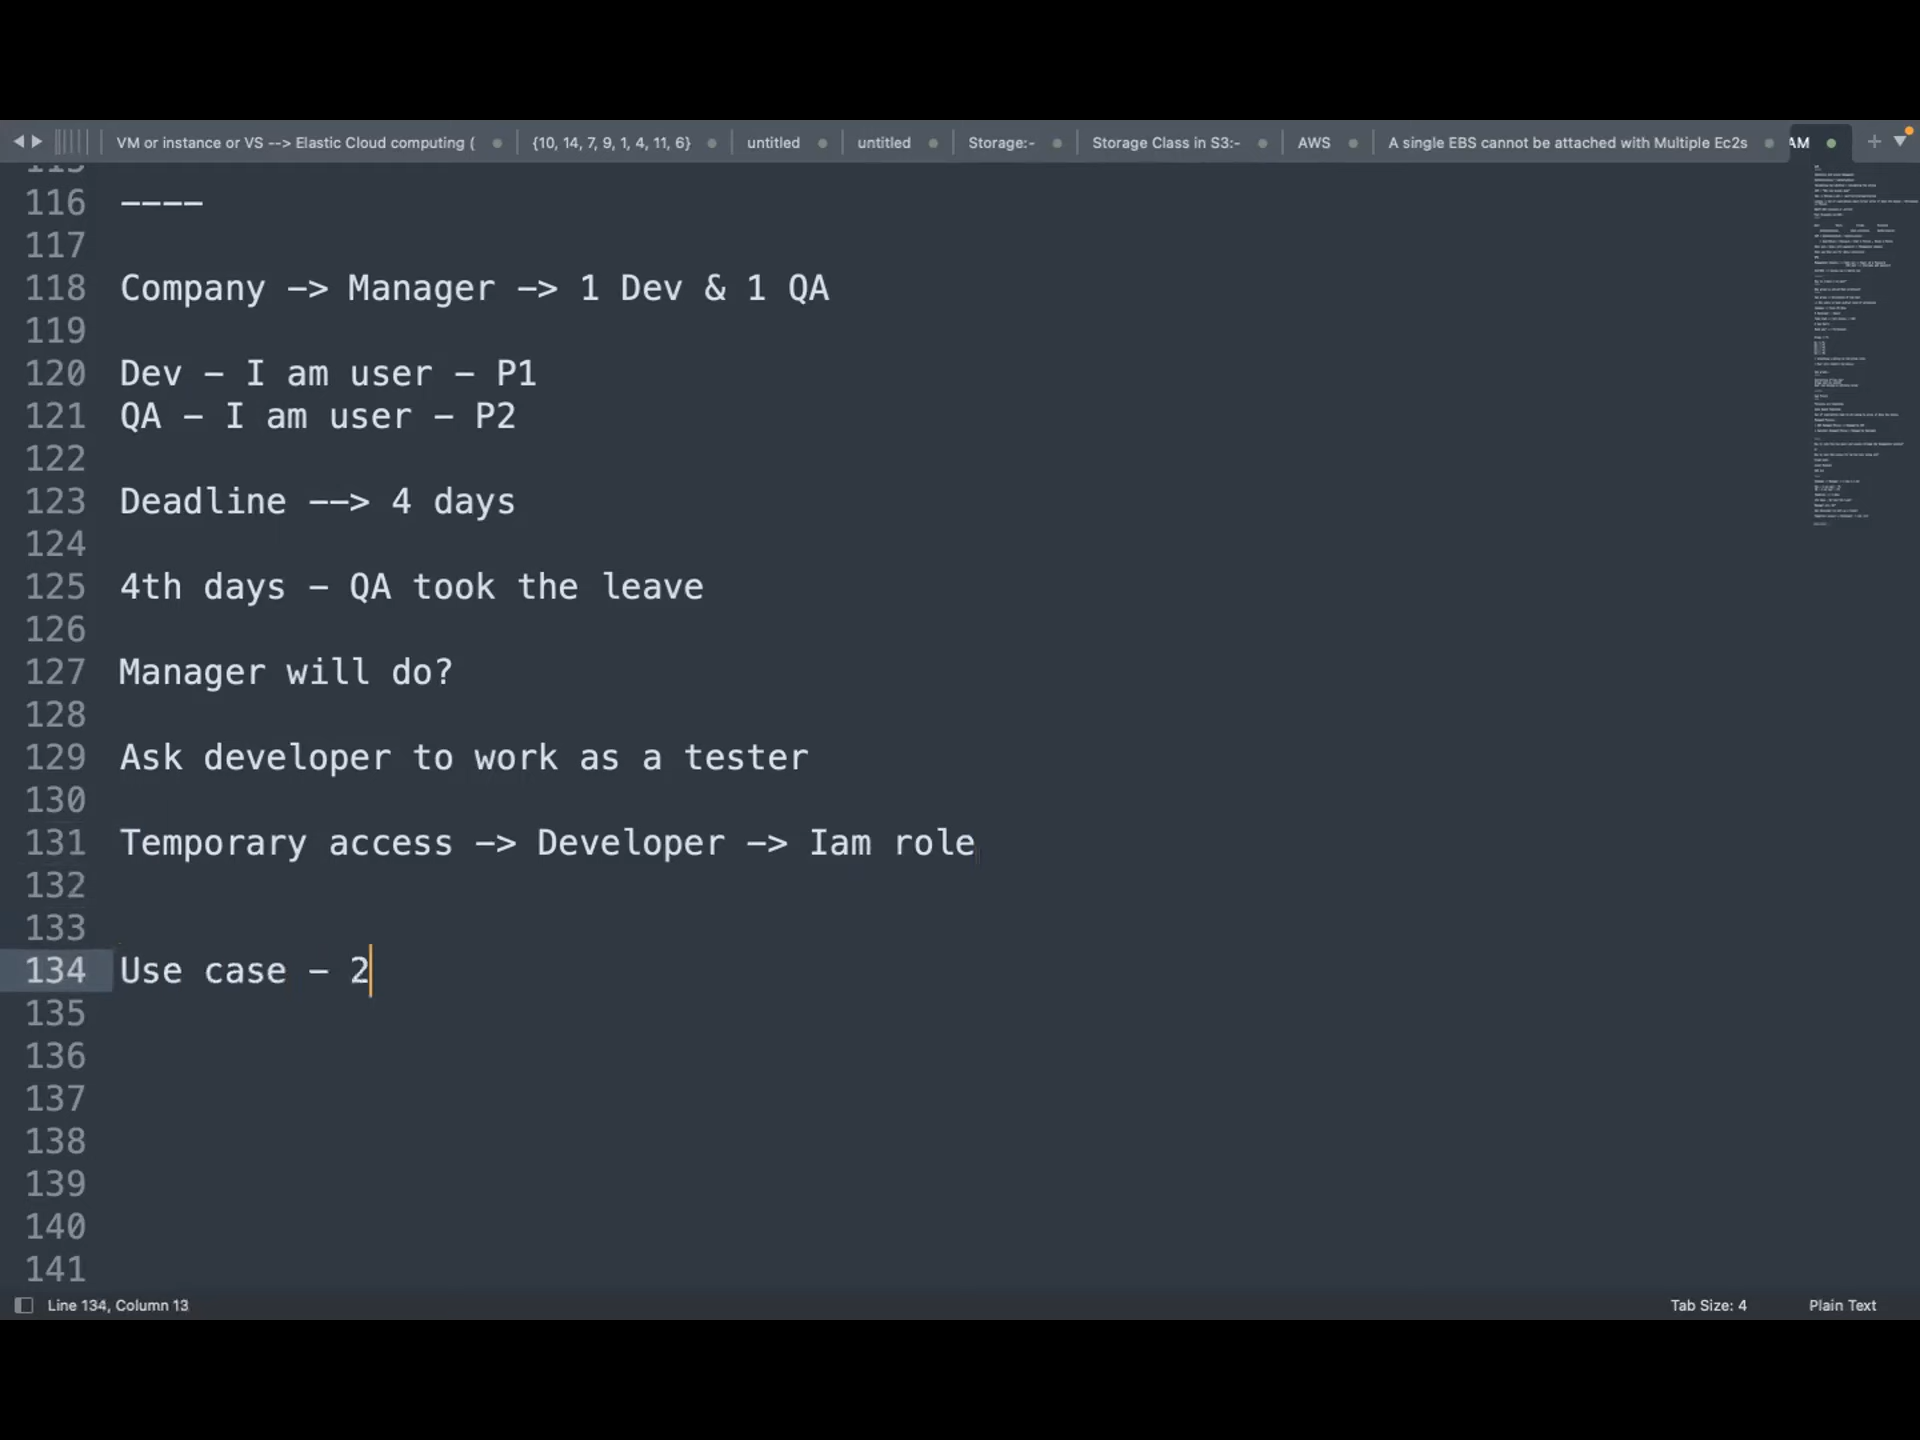 VM or instance or VS --> Elastic Cloud computing ( {10, 14, 7, 9, 1, 4, 11, 6} untitled untitled Storage:- Storage Class in S3:- AWS A single EBS cannot be attached with Multiple Ec2s AM
116 ----
117
118 Company -> Manager -> 1 Dev & 1 QA
119
120 Dev - I am user - P1
121 QA - I am user - P2
122
123 Deadline --> 4 days
124
125 4th days - QA took the leave
126
127 Manager will do?
128
129 Ask developer to work as a tester
130
131 Temporary access -> Developer -> Iam role
132
133
134 Use case - 2
135
136
137
138
139
140
141
Line 134, Column 13 Tab Size: 4 Plain Text